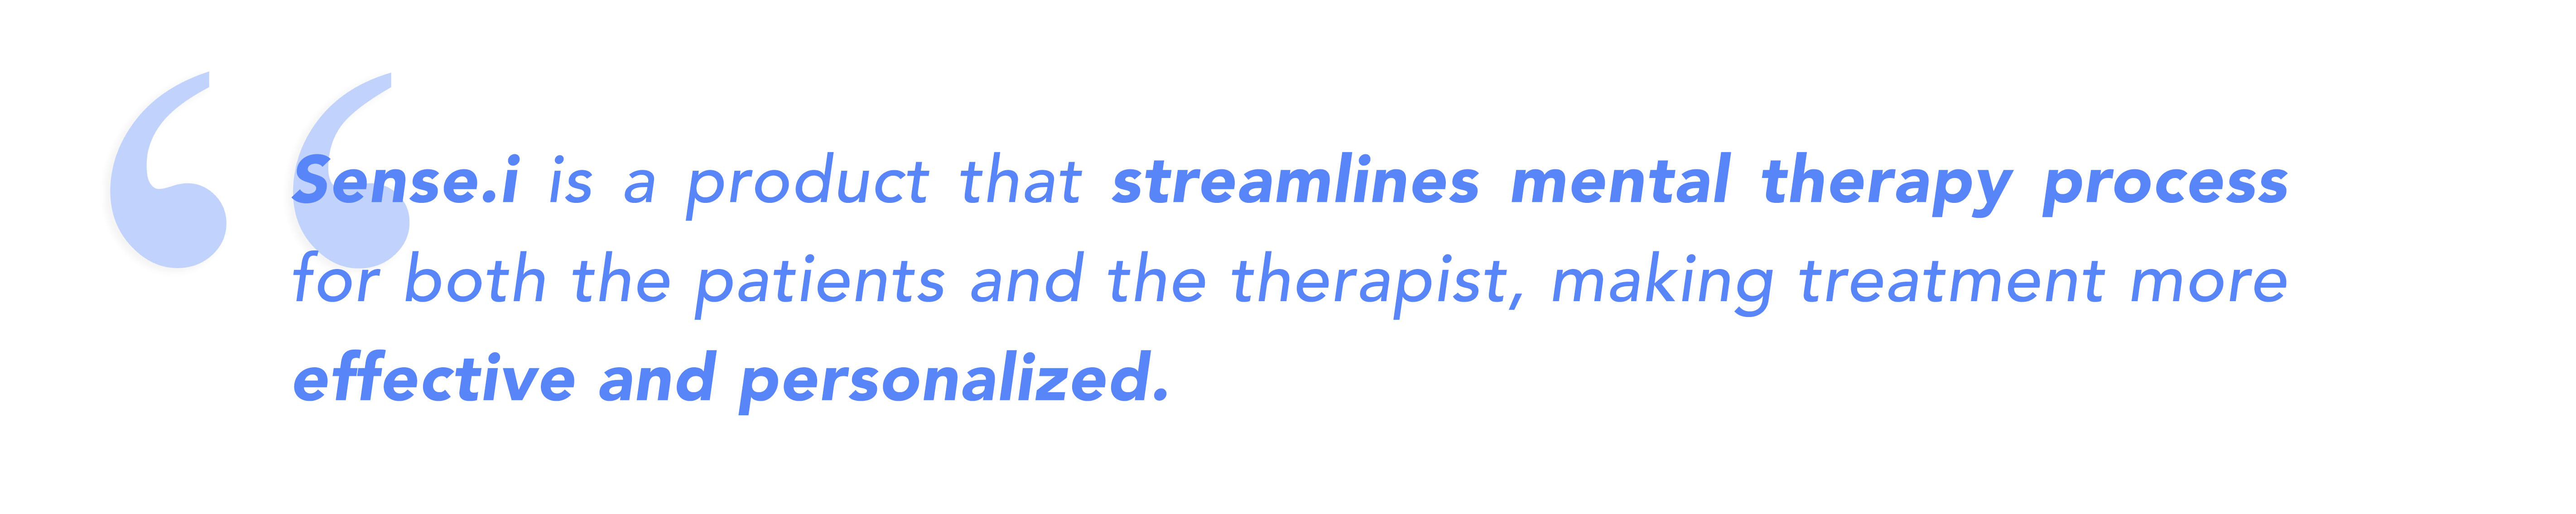 “
Sense.i is a product that streamlines mental therapy process
for both the patients and the therapist, making treatment more
effective and personalized.